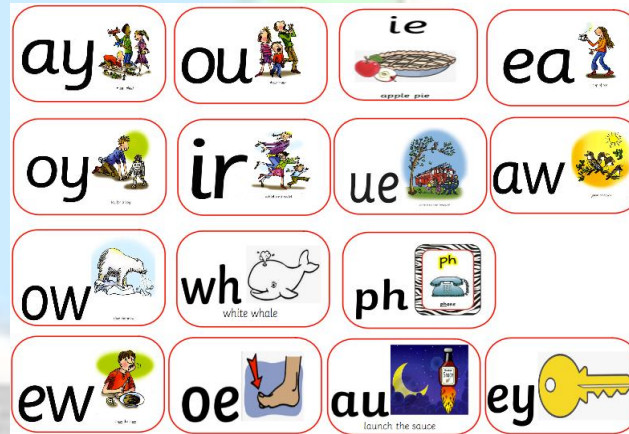 ay
ou
ie
apple pie
ea
oy
ir
ue
aw
ow
wh
white whale
ph
ph
phone
ew
oe
au
launch the sauce
ey